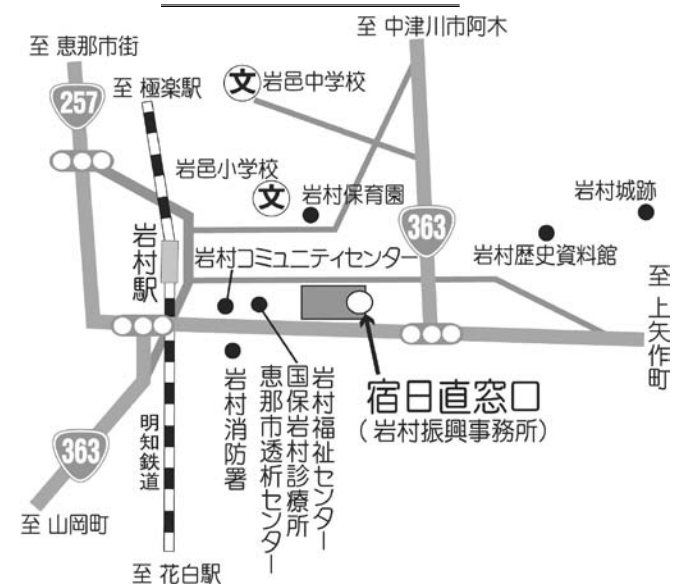 至 中津川市阿木
至 恵那市街
257
至 極楽駅
文
岩邑中学校
岩邑小学校
文
岩村保育園
岩村城跡
363
岩村歴史資料館
岩村駅
岩村コミュニティセンター
至 上矢作町
宿日直窓口
（岩村振興事務所）
岩村福祉センター
国保岩村診療所
恵那市透析センター
岩村消防署
明知鉄道
363
至 山岡町
至 花白駅